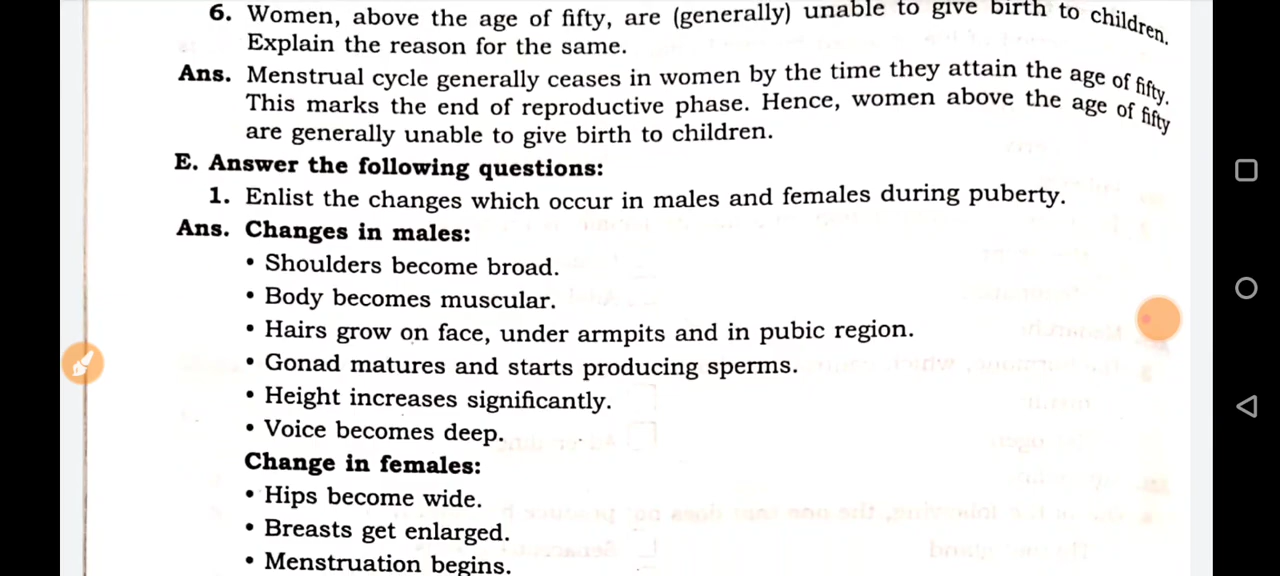 6. Women, above the age of fifty, are (generally) unable to give birth to children.
Explain the reason for the same.
Ans. Menstrual cycle generally ceases in women by the time they attain the age of fifty.
This marks the end of reproductive phase. Hence, women above the age of fifty
are generally unable to give birth to children.
E. Answer the following questions:
1. Enlist the changes which occur in males and females during puberty.
Ans. Changes in males:
• Shoulders become broad.
• Body becomes muscular.
• Hairs grow on face, under armpits and in pubic region.
• Gonad matures and starts producing sperms.
• Height increases significantly.
• Voice becomes deep.
Change in females:
• Hips become wide.
• Breasts get enlarged.
• Menstruation begins.